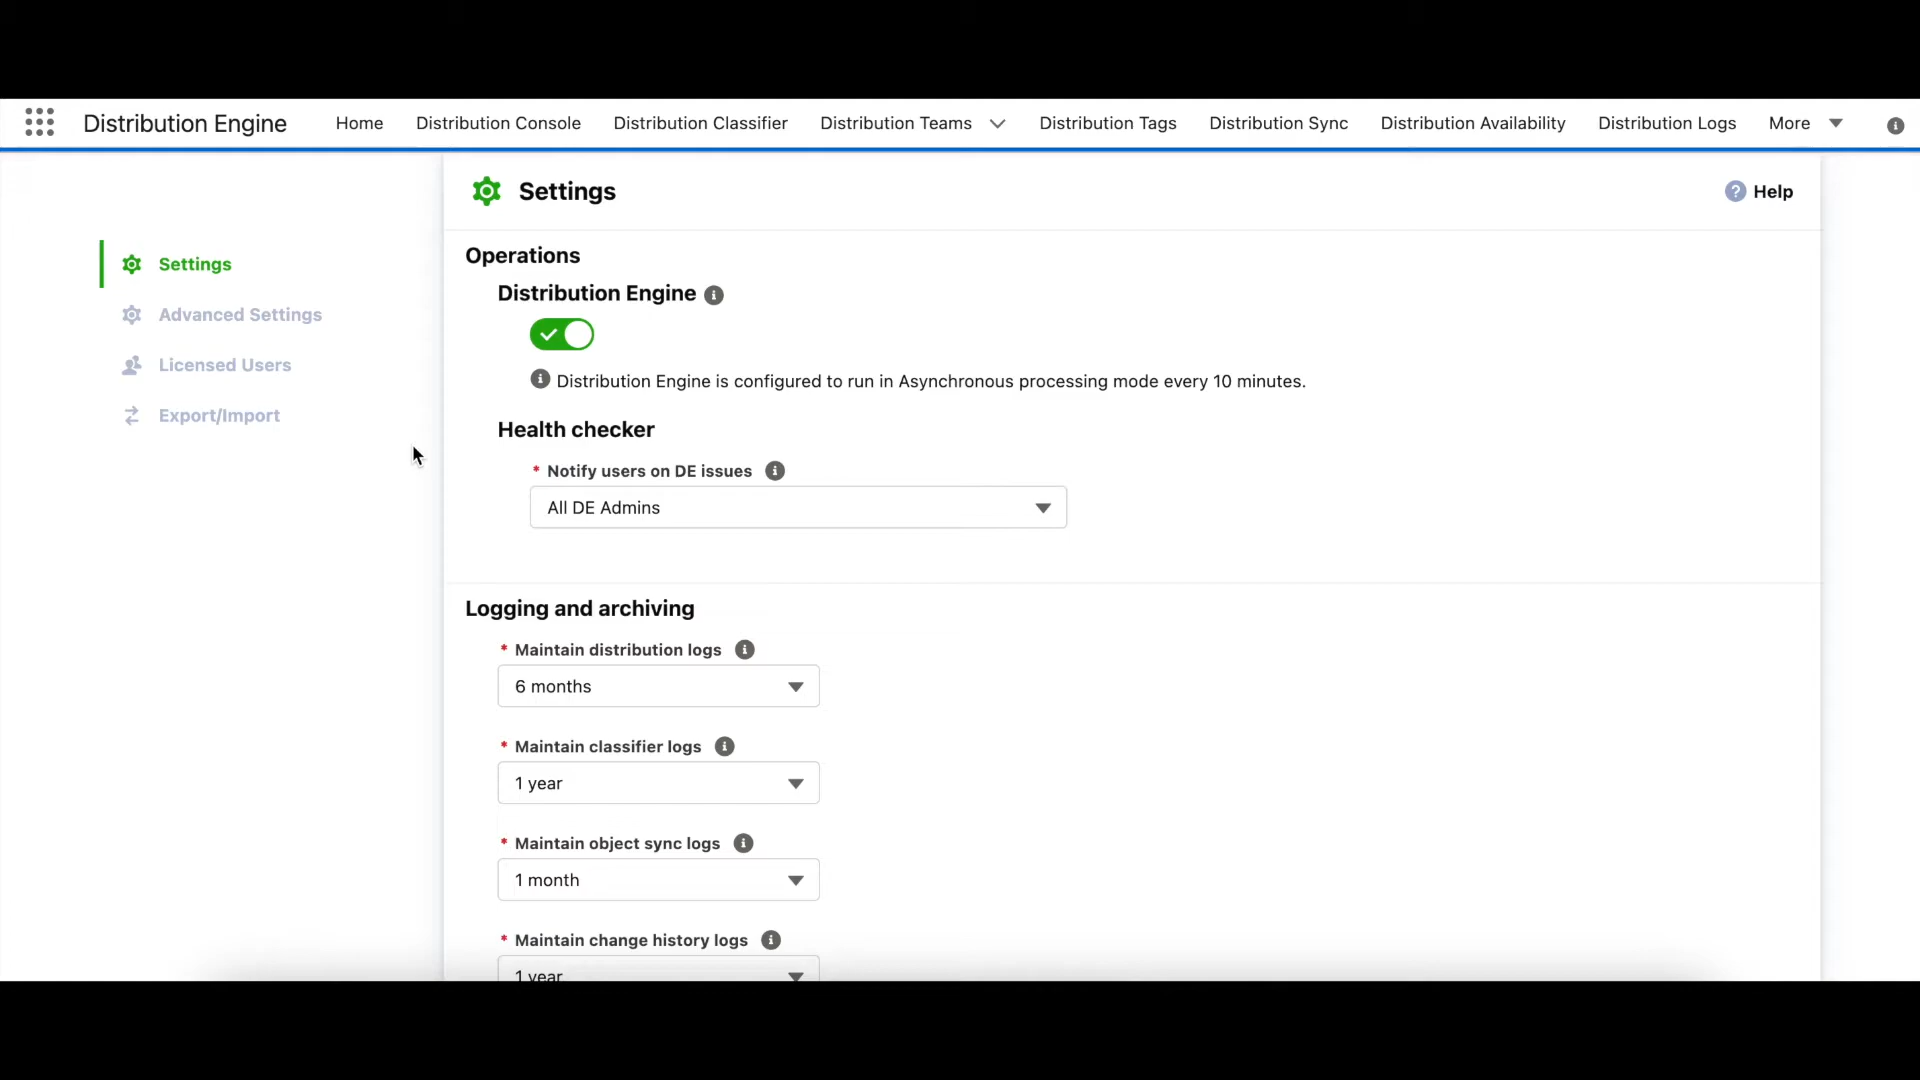 Distribution Engine Home Distribution Console Distribution Classifier Distribution Teams Distribution Tags Distribution Sync Distribution Availability Distribution Logs More
Settings
Help
Settings
Advanced Settings
Licensed Users
Export/Import
Operations
Distribution Engine
Distribution Engine is configured to run in Asynchronous processing mode every 10 minutes.
Health checker
* Notify users on DE issues
All DE Admins
Logging and archiving
* Maintain distribution logs
6 months
* Maintain classifier logs
1 year
* Maintain object sync logs
1 month
* Maintain change history logs
1 year